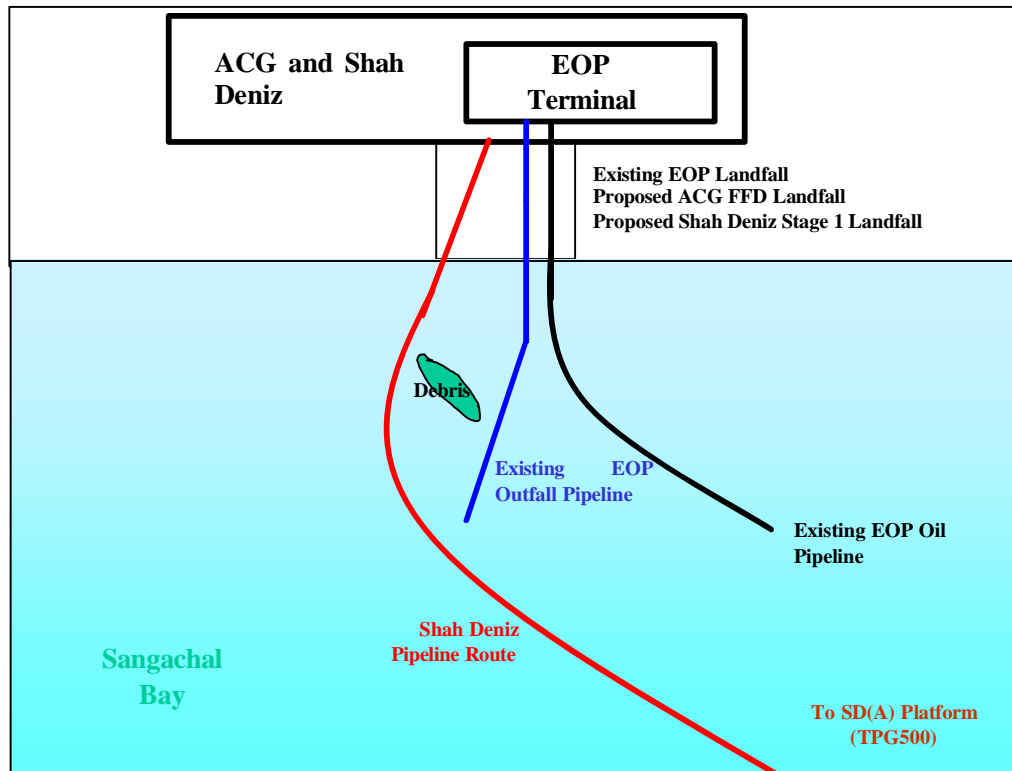 ACG and Shah
Deniz
EOP
Terminal
Existing EOP Landfall
Proposed ACG FFD Landfall
Proposed Shah Deniz Stage 1 Landfall
Debris
Existing EOP
Outfall Pipeline
Existing EOP Oil
Pipeline
Shah Deniz
Pipeline Route
Sangachal
Bay
To SD(A) Platform
(TPG500)